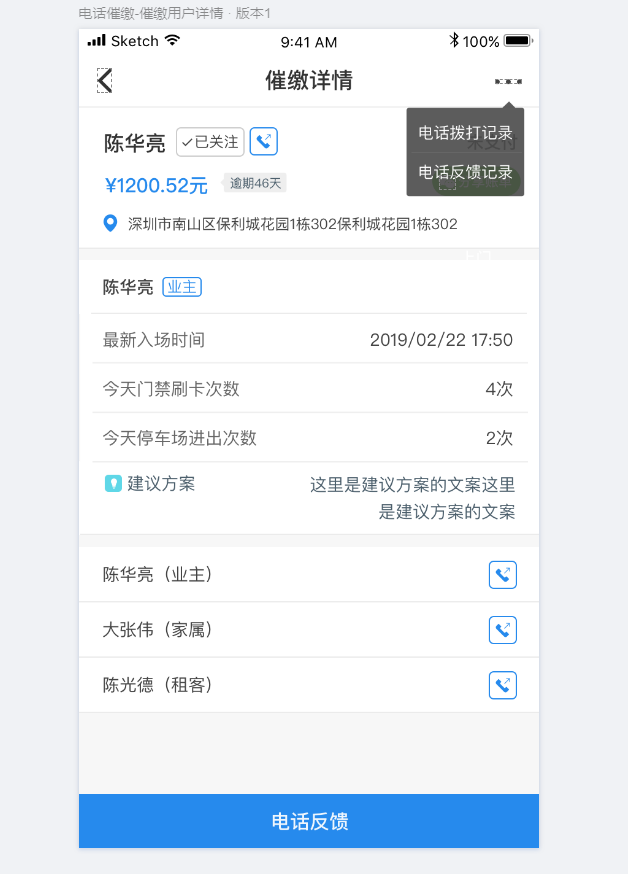 电话催缴-催缴用户详情 · 版本1
Sketch 9:41 AM 100%
催缴详情
陈华亮 已关注
电话拨打记录
未支付
电话反馈记录
¥1200.52元 逾期46天
深圳市南山区保利城花园1栋302保利城花园1栋302
陈华亮 业主
最新入场时间 2019/02/22 17:50
今天门禁刷卡次数 4次
今天停车场进出次数 2次
建议方案 这里是建议方案的文案这里
是建议方案的文案
陈华亮（业主）
大张伟（家属）
陈光德（租客）
电话反馈